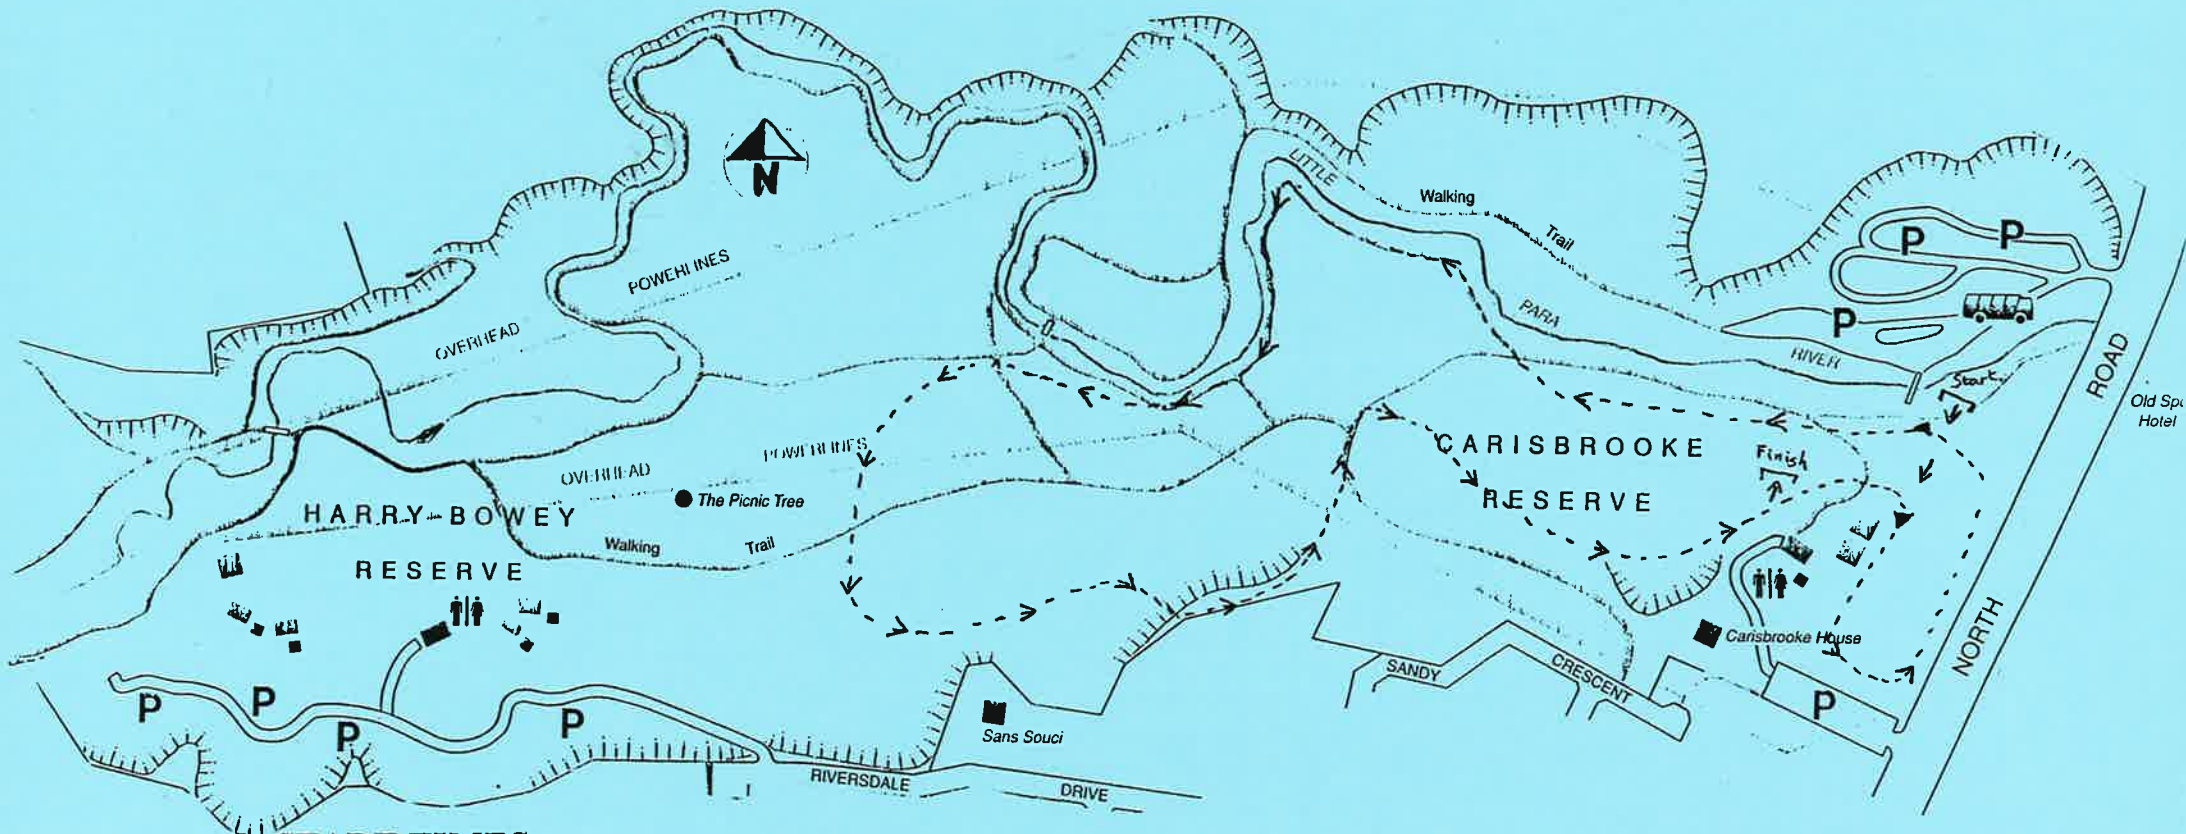 N
LITTLE
Walking
Trail
P
P
P
PARA
RIVER
Start
ROAD
NORTH
Old
Hotel
POWERLINES
OVERHEAD
POWERLINES
OVERHEAD
The Picnic Tree
HARRY BOWEY
RESERVE
Walking
Trail
CARISBROOKE
RESERVE
Finish
Carisbrooke House
P
SANDY
CRESCENT
Sans Souci
P
P
P
P
RIVERSDALE
DRIVE